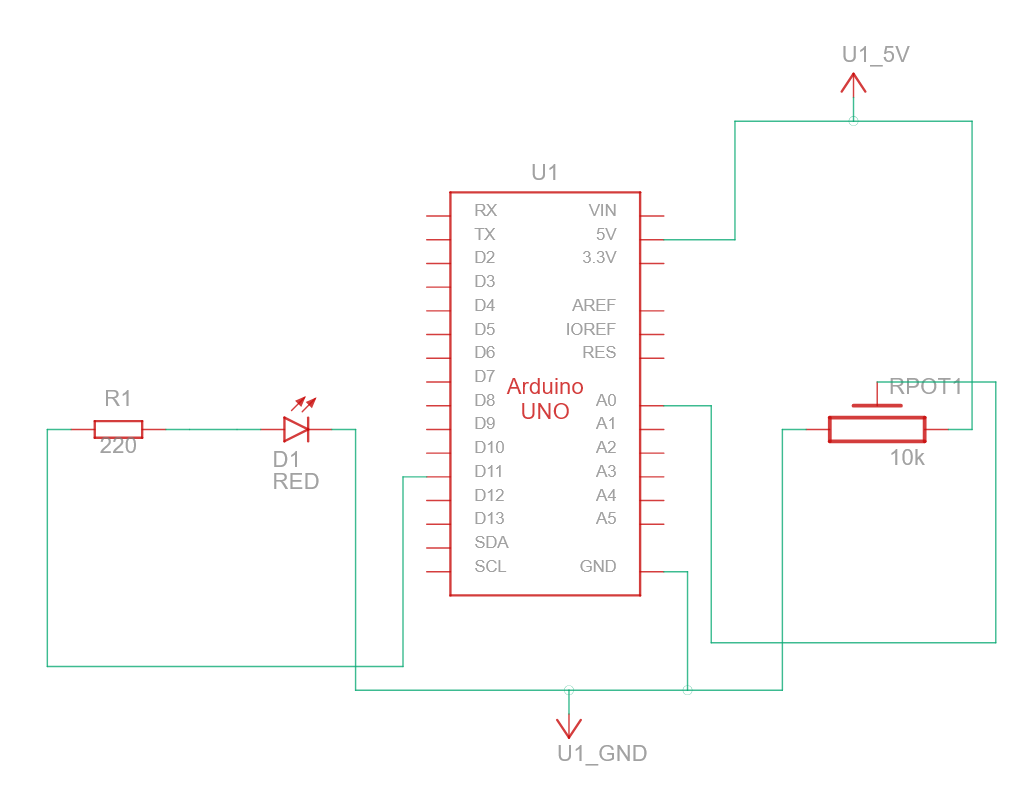 U1_5V
U1
RX VIN
TX 5V
D2 3.3V
D3
D4 AREF
D5 IOREF
D6 RES
D7
Arduino
UNO
D8 A0
D9 A1
D10 A2
D11 A3
D12 A4
D13 A5
SDA
SCL GND
R1
220
D1
RED
RPOT1
10k
U1_GND